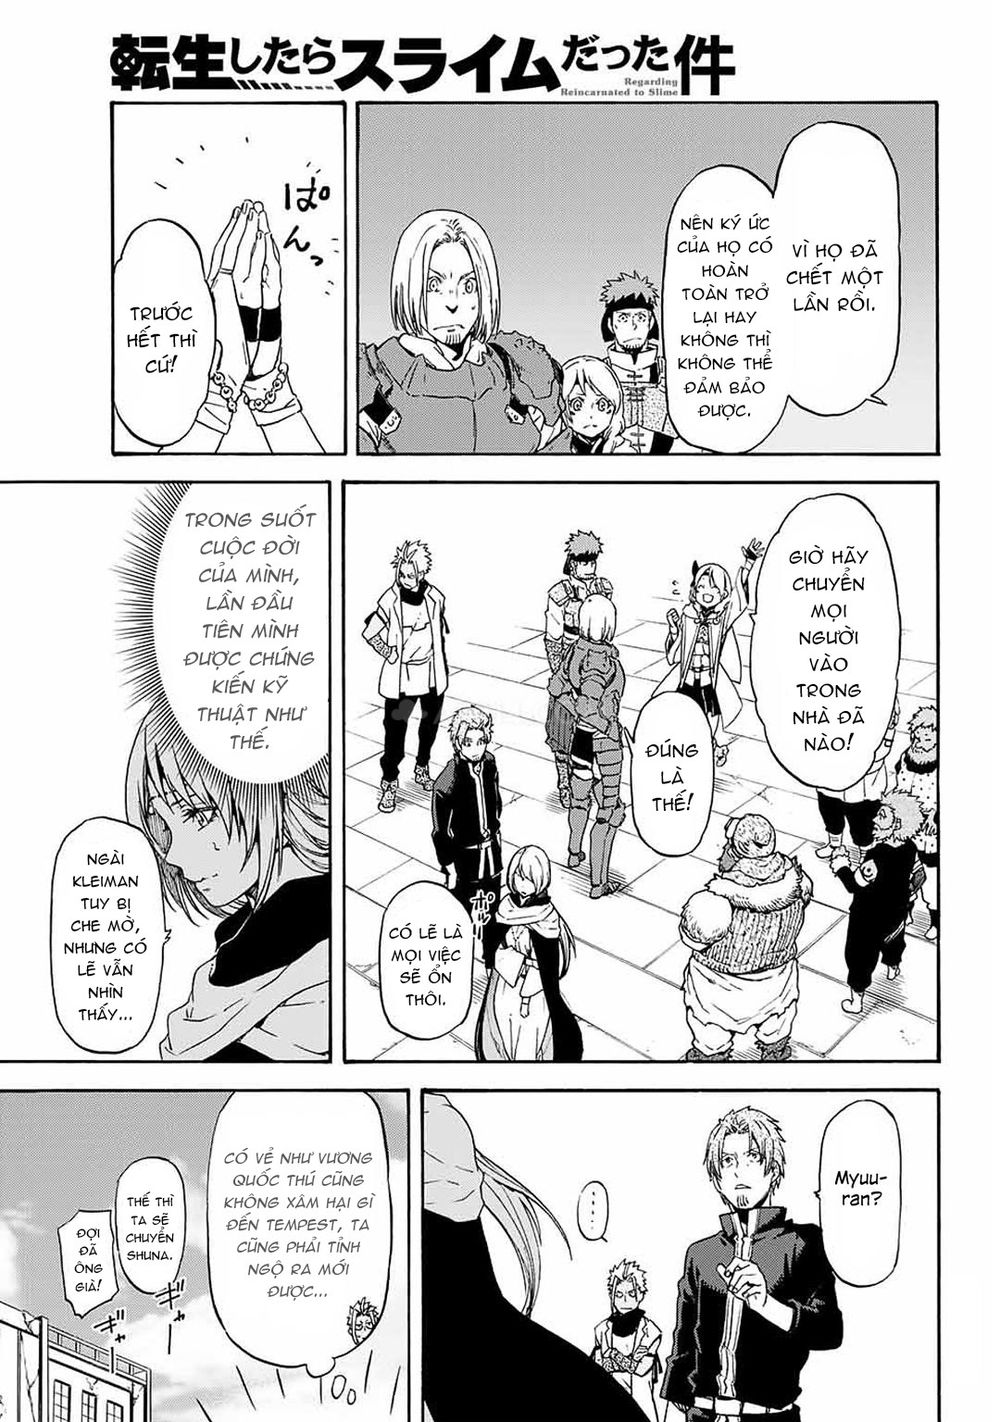 転生したらスライムだった件
Regarding
Reincarnated to Slime
VÌ HỌ ĐÃ
CHẾT MỘT
LẦN RỒI.
NÊN KÝ ỨC
CỦA HỌ CÓ
HOÀN
TOÀN TRỞ
LẠI HAY
KHÔNG THÌ
KHÔNG THỂ
ĐẢM BẢO
ĐƯỢC.
ぱんっ
TRƯỚC
HẾT THÌ
CỨ!
GIỜ HÃY
CHUYỂN
MỌI
NGƯỜI
VÀO
TRONG
NHÀ ĐÃ
NÀO!
ĐÚNG
LÀ
THẾ!
CÓ LẼ LÀ
MỌI VIỆC
SẼ ỔN
THÔI.
TRONG SUỐT
CUỘC ĐỜI
CỦA MÌNH,
LẦN ĐẦU
TIÊN MÌNH
ĐƯỢC CHỨNG
KIẾN KỸ
THUẬT NHƯ
THẾ.
NGÀI
KLEIMAN
TUY BỊ
CHE MỜ,
NHƯNG CÓ
LẼ VẪN
NHÌN
THẤY...
Myuu-
ran?
...
CÓ VẺ NHƯ VƯƠNG
QUỐC THÚ CŨNG
KHÔNG XÂM HẠI GÌ
ĐẾN TEMPEST, TA
CŨNG PHẢI TỈNH
NGỘ RA MỚI
ĐƯỢC...
THẾ THÌ
TA SẼ
CHUYỂN
SHUNA.
ĐỢI
ĐÃ
ÔNG
GIÀ!